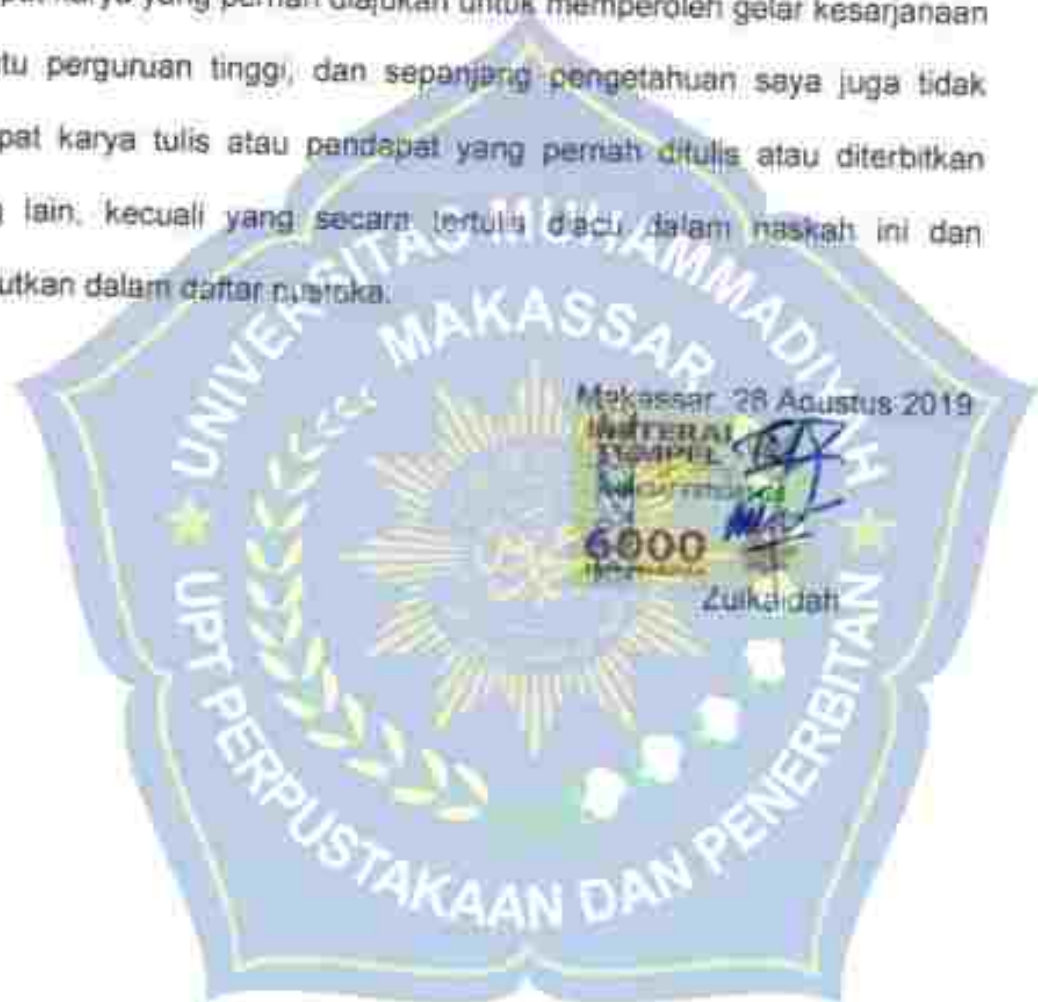 pat karya yang pernah diajukan untuk memperoleh gelar kesarjanaan
tu perguruan tinggi, dan sepanjang pengetahuan saya juga tidak
pat karya tulis atau pendapat yang pernah ditulis atau diterbitkan
lain, kecuali yang secara tertulis diacu dalam naskah ini dan
utkan dalam daftar pustaka.
UNIVERSITAS MUHAMMADIYAH
MAKASSAR
Makassar, 28 Agustus 2019
METERAI
TEMPEL
6000
Zulkaidah
UPT PERPUSTAKAAN DAN PENERBITAN